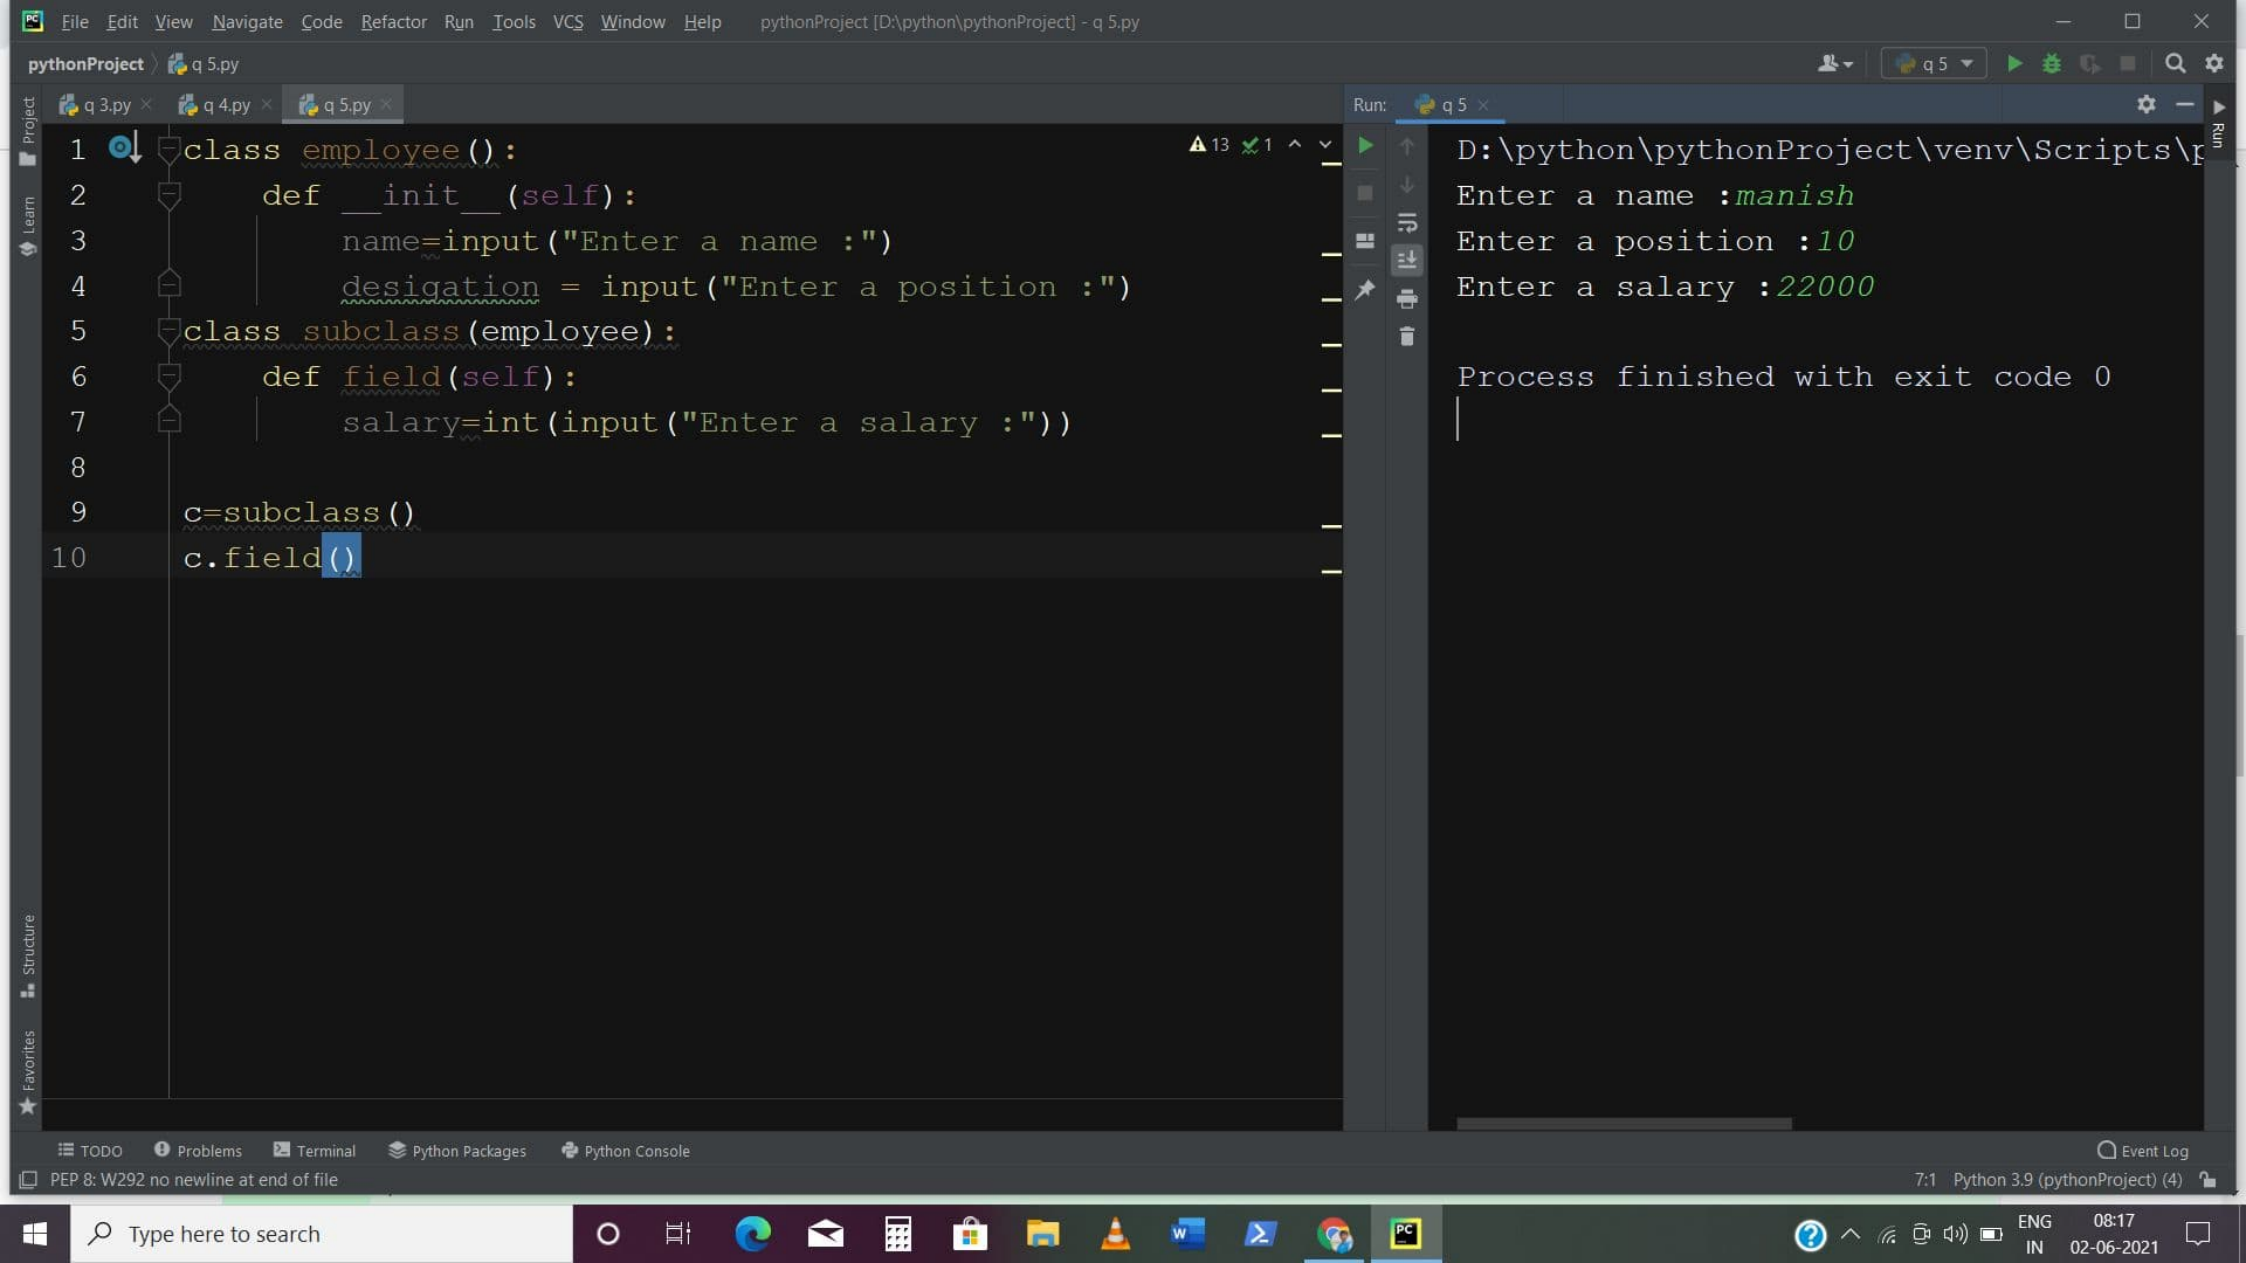 File Edit View Navigate Code Refactor Run Tools VCS Window Help pythonProject [D:\python\pythonProject] - q 5.py
pythonProject q 5.py
q 5
q 3.py q 4.py q 5.py
Run: q 5
Project
Learn
Structure
Favorites
Run
13 1
1 class employee():
2 def __init__(self):
3 name=input("Enter a name :")
4 desigation = input("Enter a position :")
5 class subclass(employee):
6 def field(self):
7 salary=int(input("Enter a salary :"))
8
9 c=subclass()
10 c.field()
D:\python\pythonProject\venv\Scripts\p
Enter a name :manish
Enter a position :10
Enter a salary :22000
Process finished with exit code 0
TODO Problems Terminal Python Packages Python Console Event Log
PEP 8: W292 no newline at end of file 7:1 Python 3.9 (pythonProject) (4)
Type here to search
ENG
IN
08:17
02-06-2021